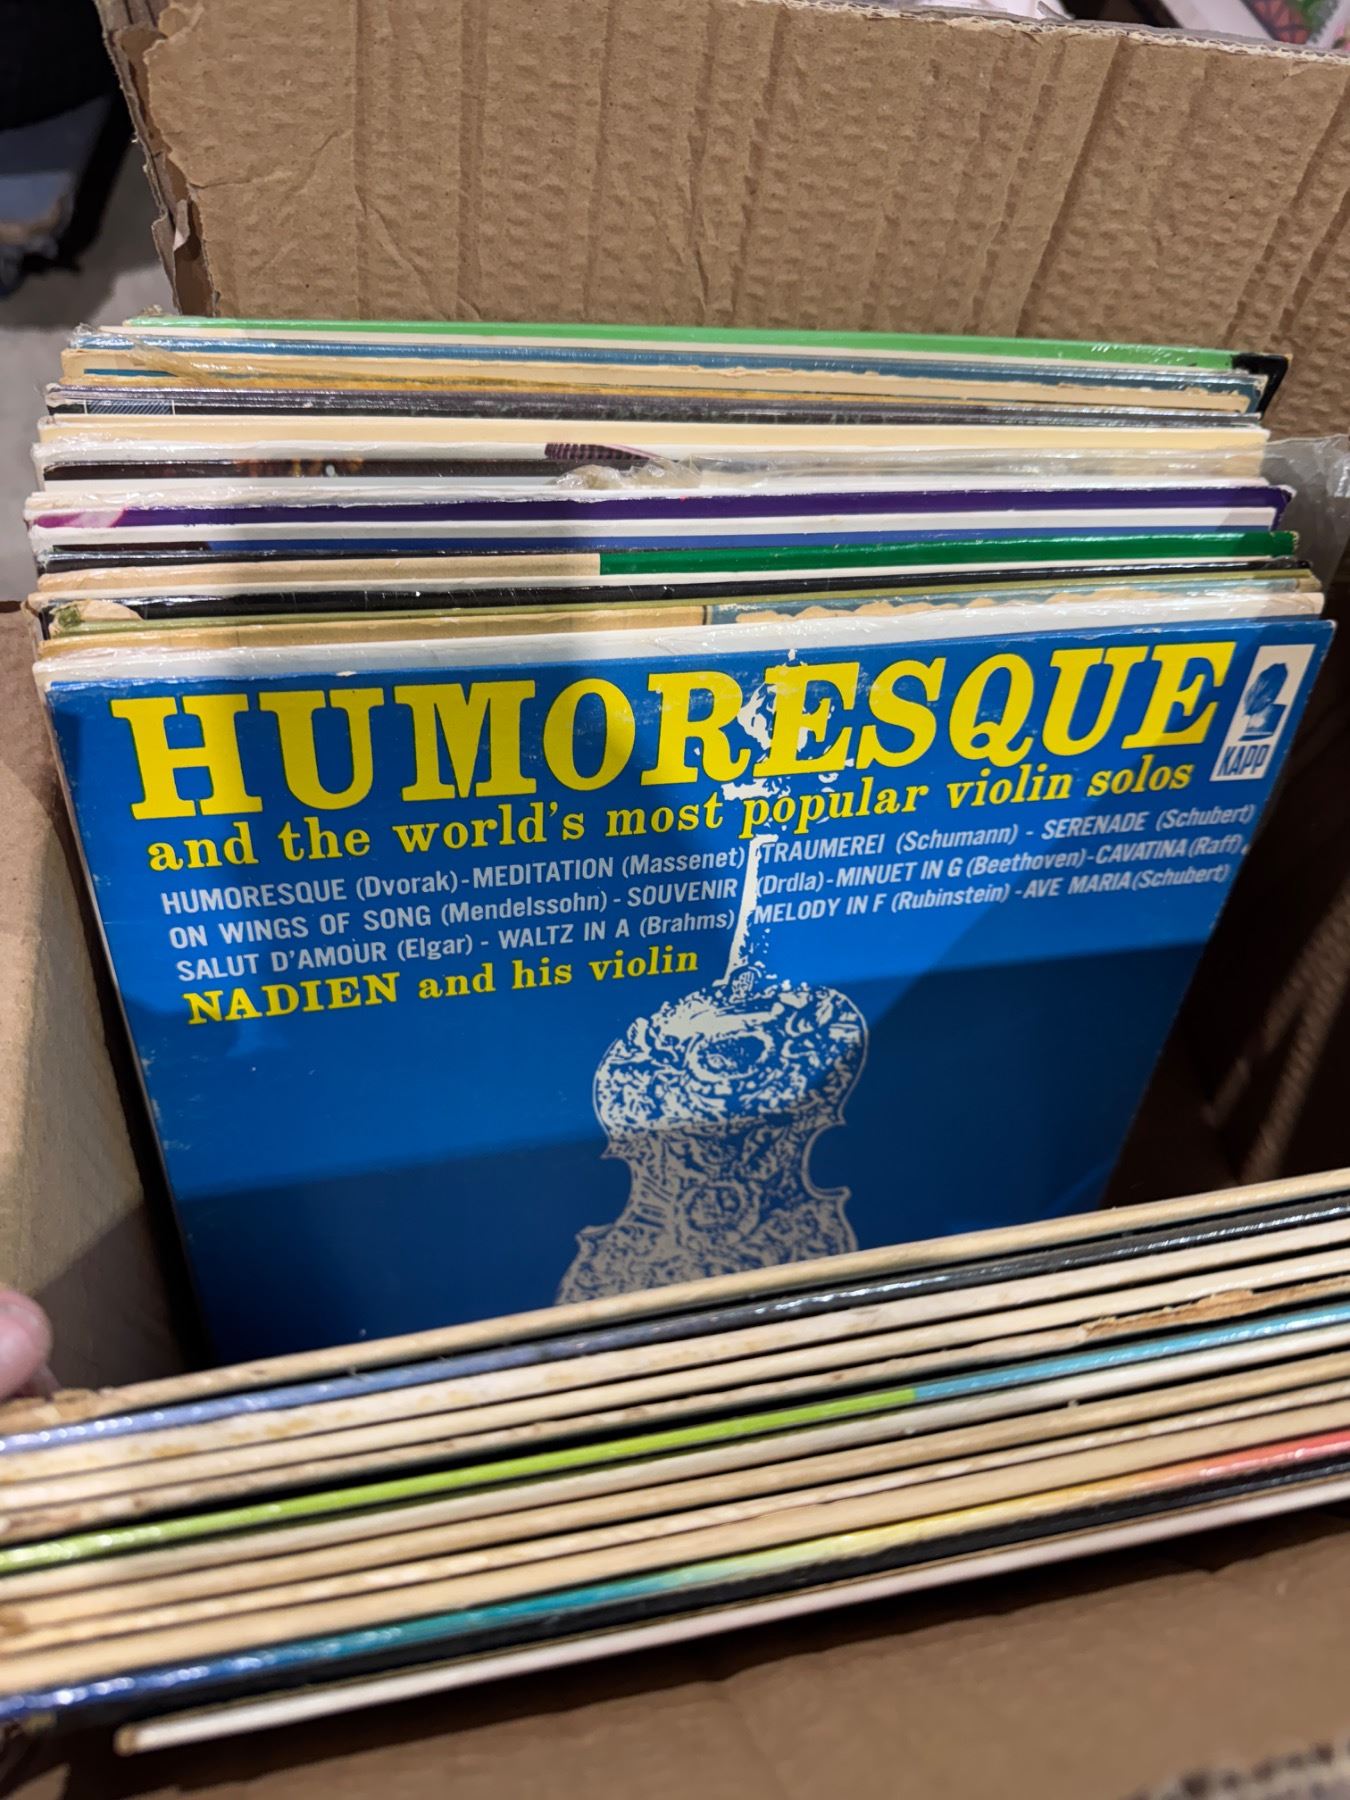 HUMORESQUE
KAPP
and the world's most popular violin solos
HUMORESQUE (Dvorak)-MEDITATION (Massenet) TRAUMEREI (Schumann) - SERENADE (Schubert)
ON WINGS OF SONG (Mendelssohn) - SOUVENIR (Drdla)-MINUET IN G (Beethoven)-CAVATINA (Raff)
SALUT D'AMOUR (Elgar) - WALTZ IN A (Brahms) MELODY IN F (Rubinstein) -AVE MARIA (Schubert)
NADIEN and his violin